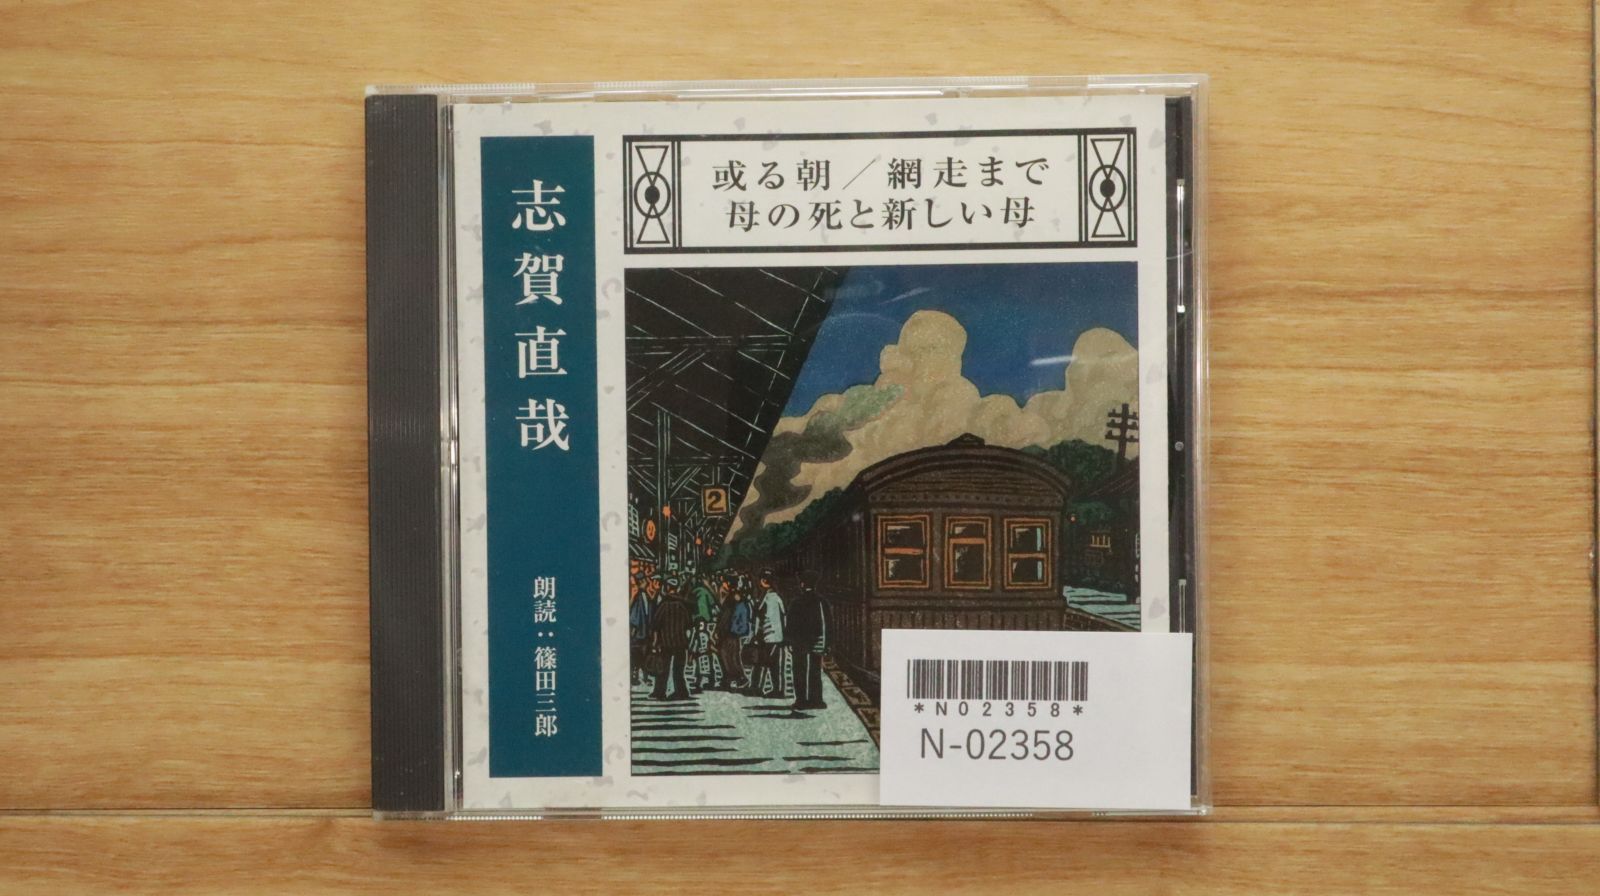 志賀直哉
朗読：篠田三郎
或る朝／網走まで
母の死と新しい母
2
*N02358*
N-02358